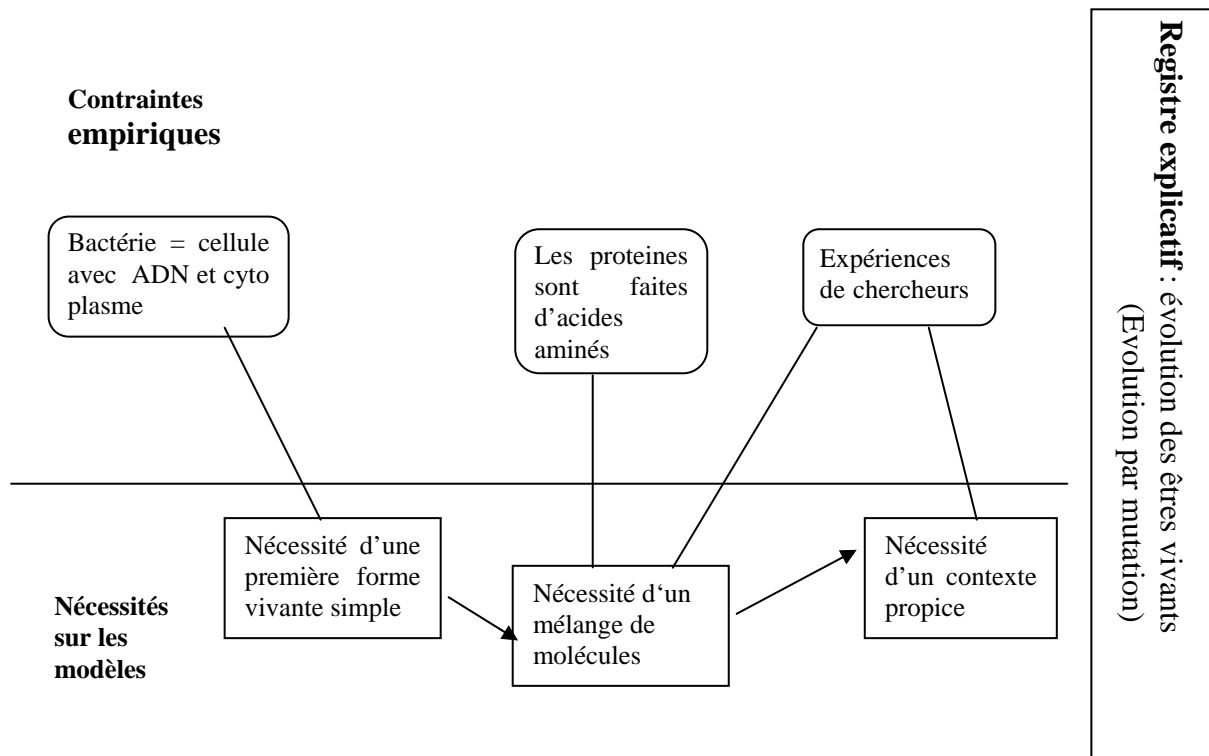 Contraintes
empiriques
Bactérie = cellule
avec ADN et cyto
plasme
Les proteines
sont faites
d’acides
aminés
Expériences
de chercheurs
Nécessités
sur les
modèles
Nécessité d’une
première forme
vivante simple
Nécessité d‘un
mélange de
molécules
Nécessité
d’un contexte
propice
Registre explicatif : évolution des êtres vivants
(Evolution par mutation)